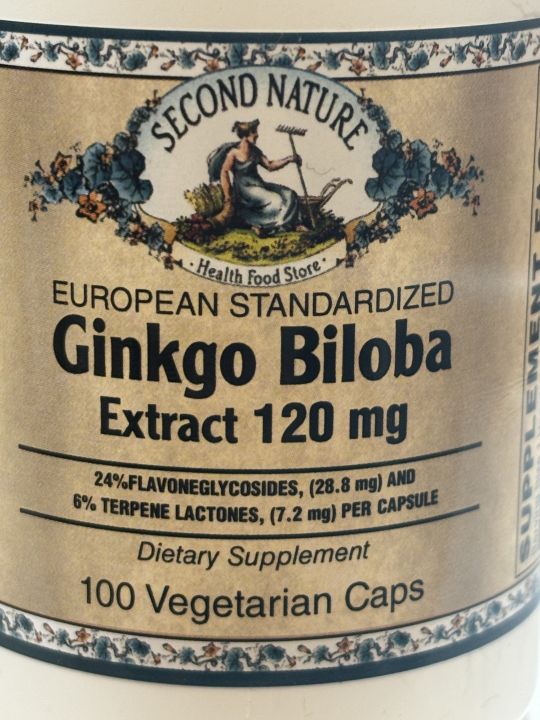 SECOND NATURE
· Health Food Store ·
EUROPEAN STANDARDIZED
Ginkgo Biloba
Extract 120 mg
24%FLAVONEGLYCOSIDES, (28.8 mg) AND
6% TERPENE LACTONES, (7.2 mg) PER CAPSULE
Dietary Supplement
100 Vegetarian Caps
SUPPLEMENT